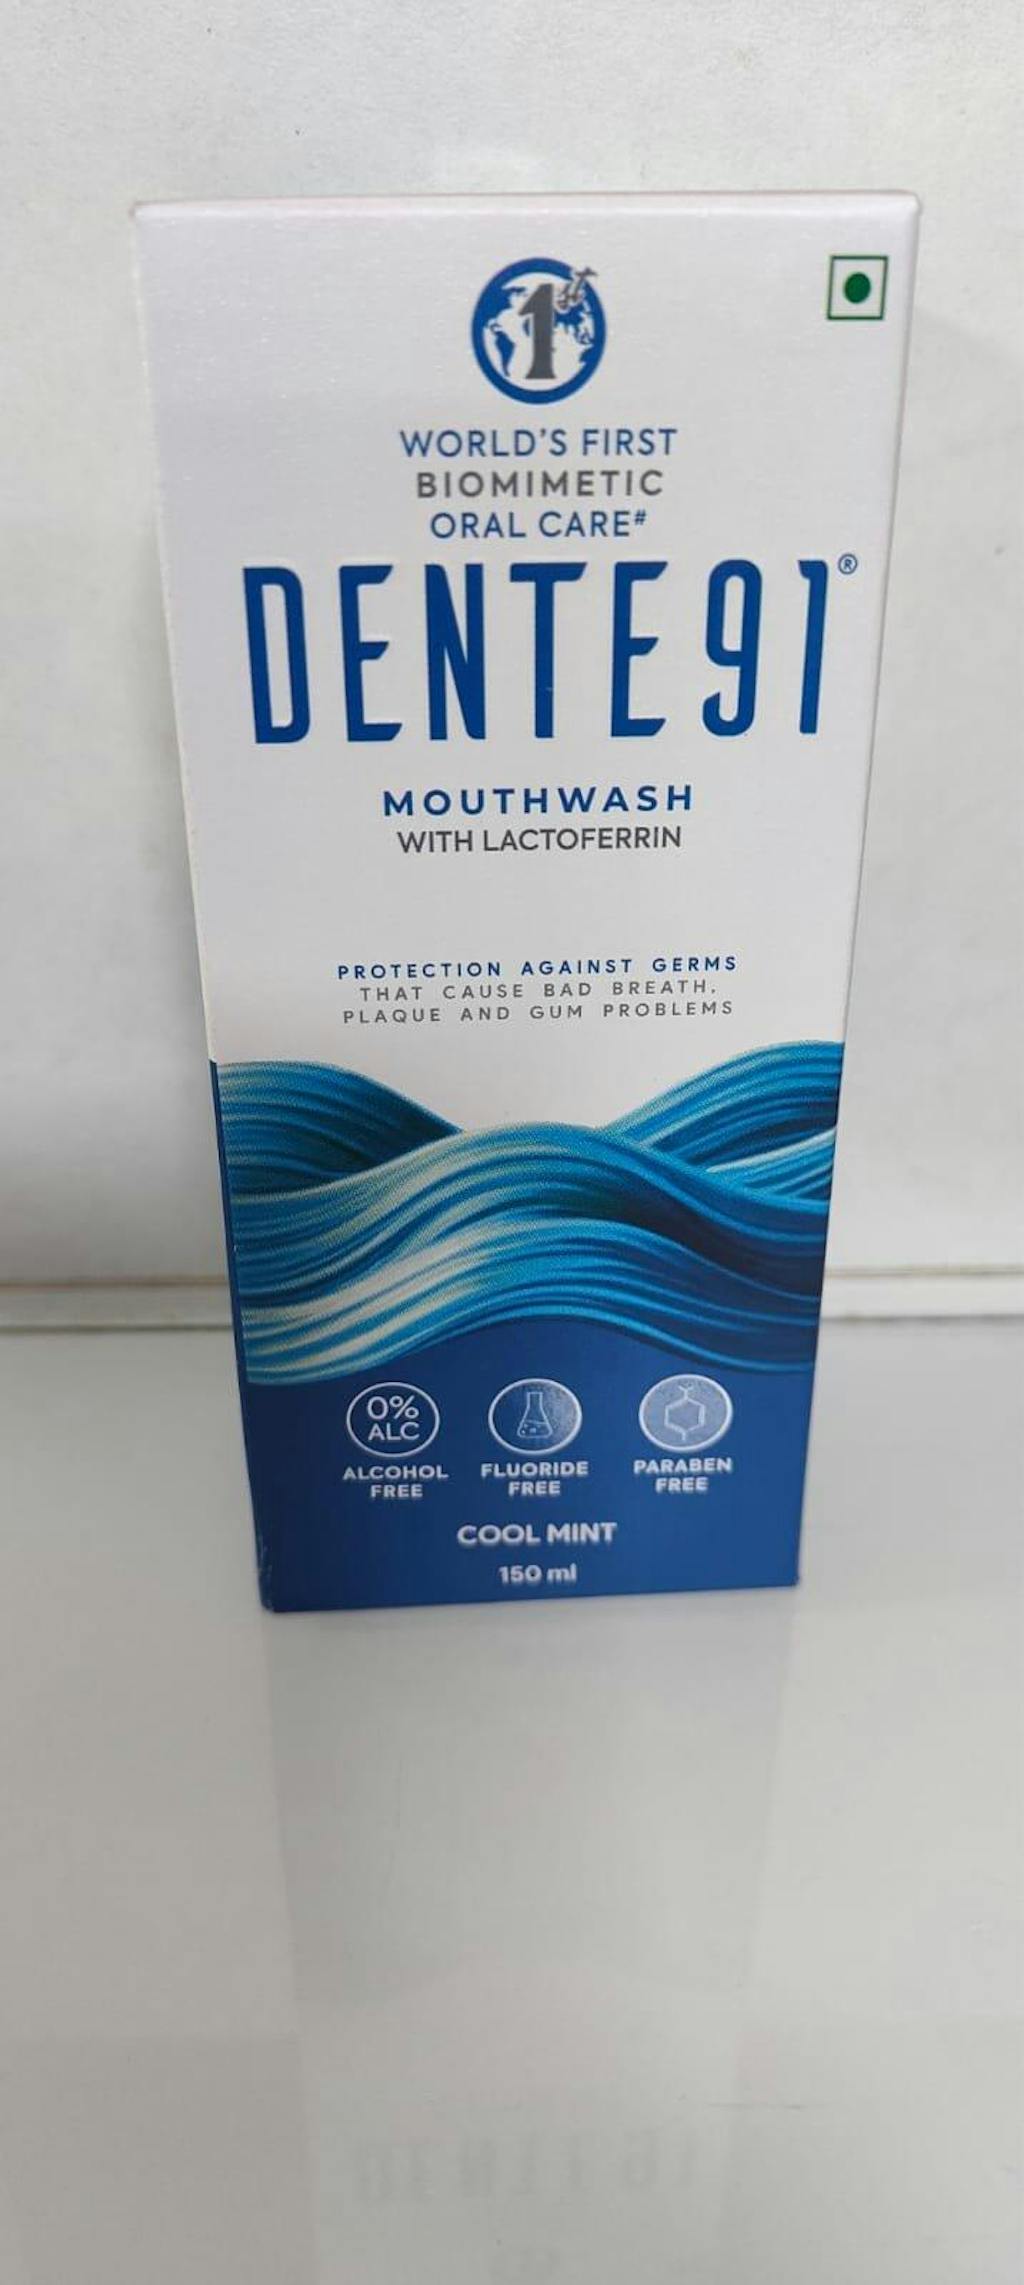 1st
WORLD'S FIRST
BIOMIMETIC
ORAL CARE#
DENTE91®
MOUTHWASH
WITH LACTOFERRIN
PROTECTION AGAINST GERMS
THAT CAUSE BAD BREATH,
PLAQUE AND GUM PROBLEMS
0%
ALC
ALCOHOL
FREE
FLUORIDE
FREE
PARABEN
FREE
COOL MINT
150 ml